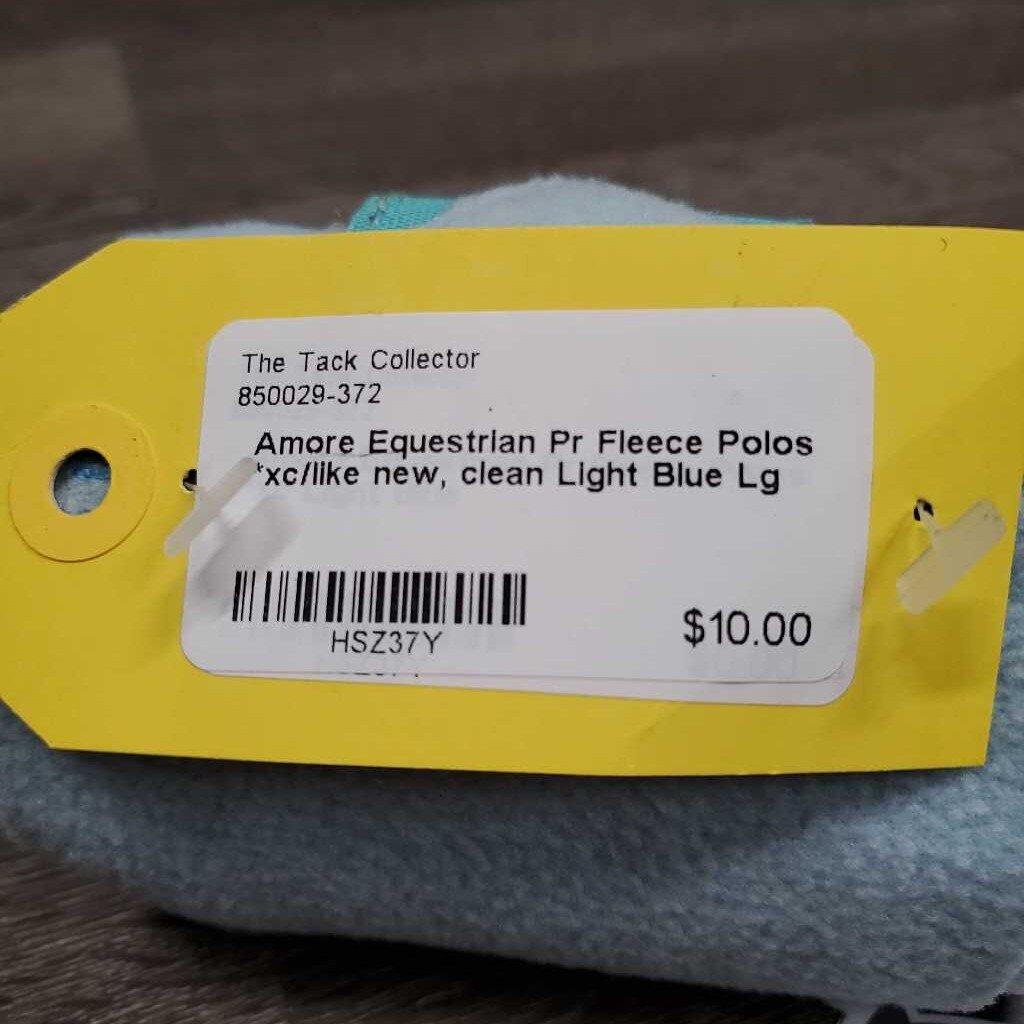 The Tack Collector
850029-372
Amore Equestrian Pr Fleece Polos
*xc/like new, clean Light Blue Lg
HSZ37Y
$10.00